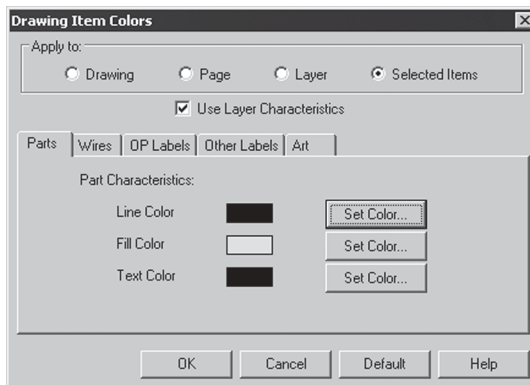 Drawing Item Colors
Apply to:
Drawing Page Layer Selected Items
Use Layer Characteristics
Parts Wires OP Labels Other Labels Art
Part Characteristics:
Line Color Set Color...
Fill Color Set Color...
Text Color Set Color...
OK Cancel Default Help